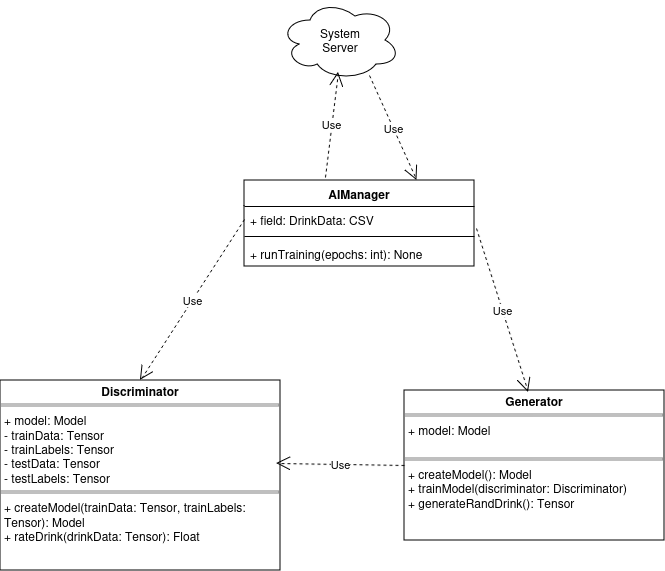 System
Server
Use
Use
AIManager
+ field: DrinkData: CSV
+ runTraining(epochs: int): None
Use
Use
Discriminator
+ model: Model
- trainData: Tensor
- trainLabels: Tensor
- testData: Tensor
- testLabels: Tensor
+ createModel(trainData: Tensor, trainLabels:
Tensor): Model
+ rateDrink(drinkData: Tensor): Float
Use
Generator
+ model: Model
+ createModel(): Model
+ trainModel(discriminator: Discriminator)
+ generateRandDrink(): Tensor